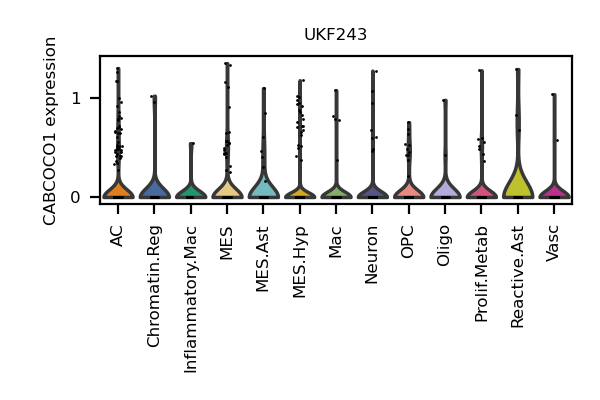 UKF243
CABCOCO1 expression
1
0
AC
Chromatin.Reg
Inflammatory.Mac
MES
MES.Ast
MES.Hyp
Mac
Neuron
OPC
Oligo
Prolif.Metab
Reactive.Ast
Vasc